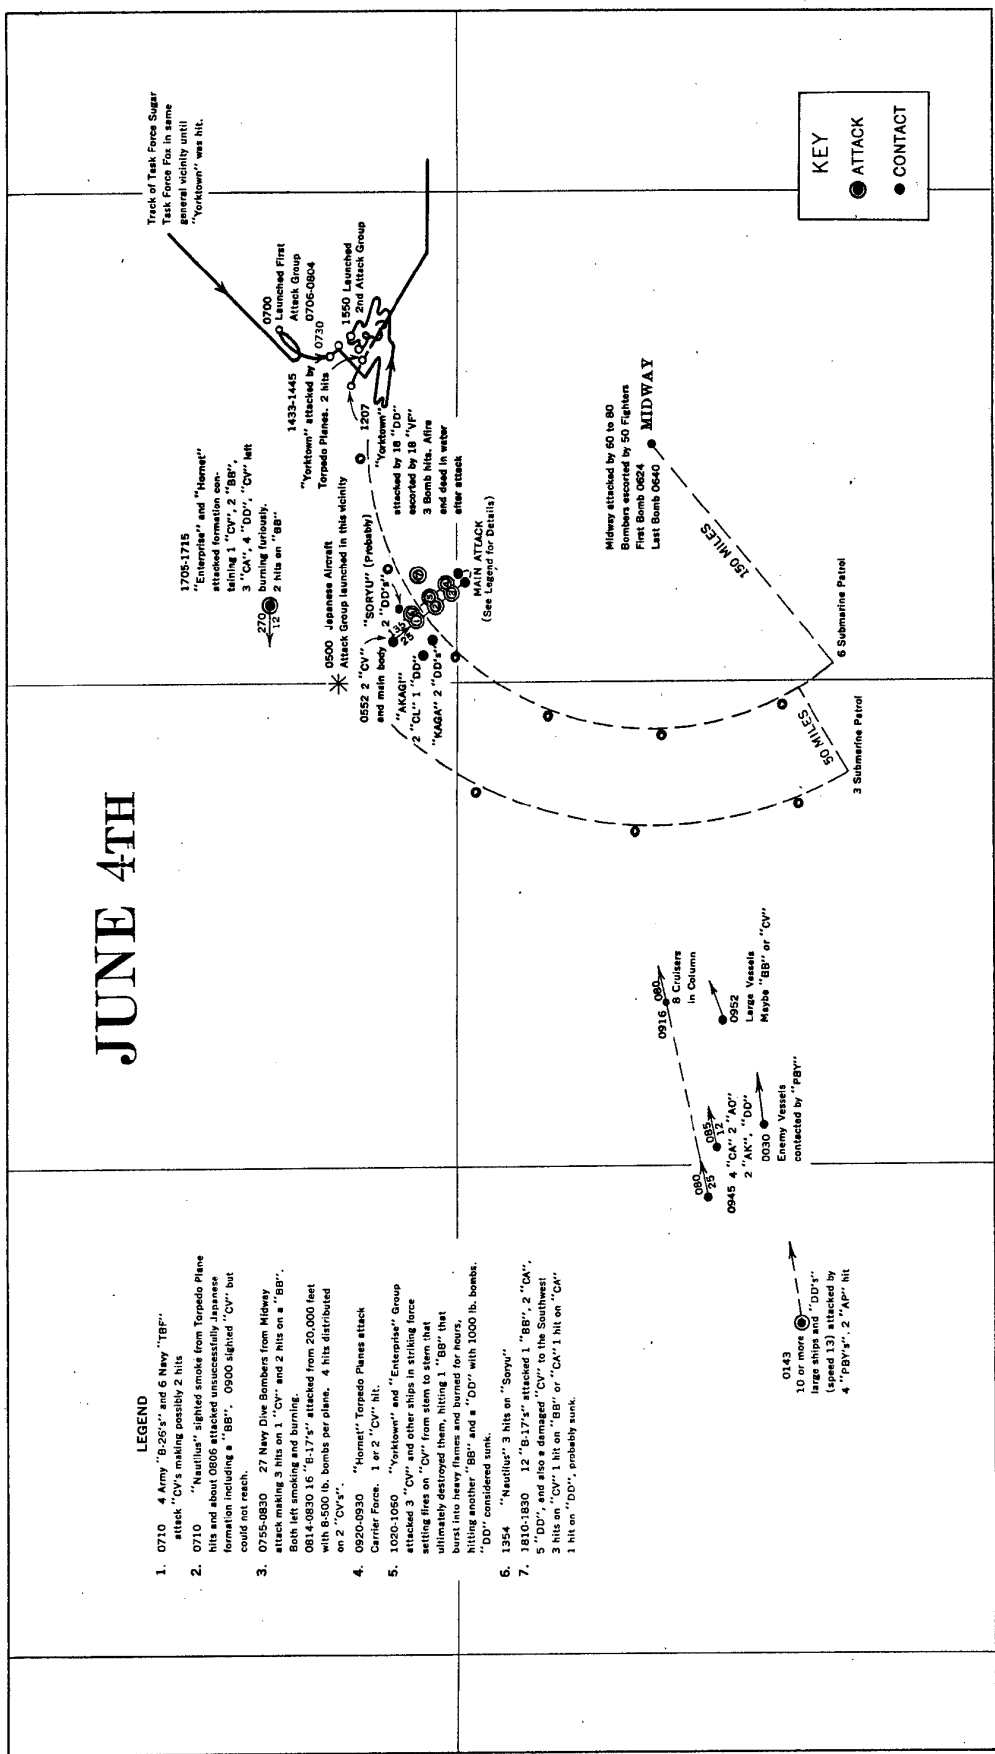 JUNE 4TH
LEGEND
1. 0710 4 Army "B-26's" and 6 Navy "TBF"
attack "CV's making possibly 2 hits
2. 0710 "Nautilus" sighted smoke from Torpedo Plane
hits and about 0806 attacked unsuccessfully Japanese
formation including a "BB". 0900 sighted "CV" but
could not reach.
3. 0755-0830 27 Navy Dive Bombers from Midway
attack making 3 hits on 1 "CV" and 2 hits on a "BB".
Both left smoking and burning.
0814-0830 16 "B-17's" attacked from 20,000 feet
with 8-500 lb. bombs per plane. 4 hits distributed
on 2 "CV's".
4. 0920-0930 "Hornet" Torpedo Planes attack
Carrier Force. 1 or 2 "CV" hit.
5. 1020-1050 "Yorktown" and "Enterprise" Group
attacked 3 "CV" and other ships in striking force
setting fires on "CV" from stem to stern that
ultimately destroyed them, hitting 1 "BB" that
burst into heavy flames and burned for hours,
hitting another "BB" and a "DD" with 1000 lb. bombs.
"DD" considered sunk.
6. 1354 "Nautilus" 3 hits on "Soryu"
7. 1810-1830 12 "B-17's" attacked 1 "BB", 2 "CA",
5 "DD", and also a damaged "CV" to the Southwest
3 hits on "CV" 1 hit on "BB" or "CA" 1 hit on "CA"
1 hit on "DD", probably sunk.
0143
10 or more
large ships and "DD's"
(speed 13) attacked by
4 "PBY's". 2 "AP" hit
080
25
085
12
0945 4 "CA" 2 "AO"
2 "AK", "DD"
0030
Enemy Vessels
contacted by "PBY"
0916
080
8 Cruisers
in Column
0952
Large Vessels
Maybe "BB" or "CV"
1705-1715
"Enterprise" and "Hornet"
attacked formation con-
taining 1 "CV", 2 "BB",
3 "CA", 4 "DD", "CV" left
burning furiously.
2 hits on "BB"
270
12
0500 Japanese Aircraft
Attack Group launched in this vicinity
0552 2 "CV"
and main body
"SORYU" (Probably)
2 "DD's"
135
25
"AKAGI"
2 "CL" 1 "DD"
"KAGA" 2 "DD's"
MAIN ATTACK
(See Legend for Details)
Track of Task Force Sugar
Task Force Fox in same
general vicinity until
"Yorktown" was hit.
0700
Launched First
Attack Group
0706-0804
0730
1433-1445
"Yorktown" attacked by
Torpedo Planes. 2 hits
1550 Launched
2nd Attack Group
1207
"Yorktown"
attacked by 18 "DD"
escorted by 18 "VF"
3 Bomb hits. Afire
and dead in water
after attack
Midway attacked by 60 to 80
Bombers escorted by 50 Fighters
First Bomb 0624
Last Bomb 0640
MIDWAY
150 MILES
50 MILES
6 Submarine Patrol
3 Submarine Patrol
KEY
ATTACK
CONTACT